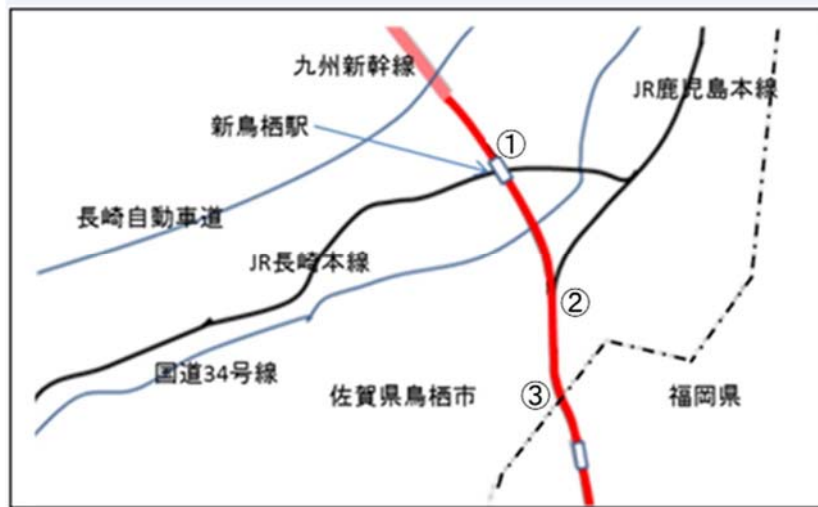 九州新幹線
JR鹿児島本線
新鳥栖駅
①
長崎自動車道
JR長崎本線
②
国道34号線
佐賀県鳥栖市
③
福岡県